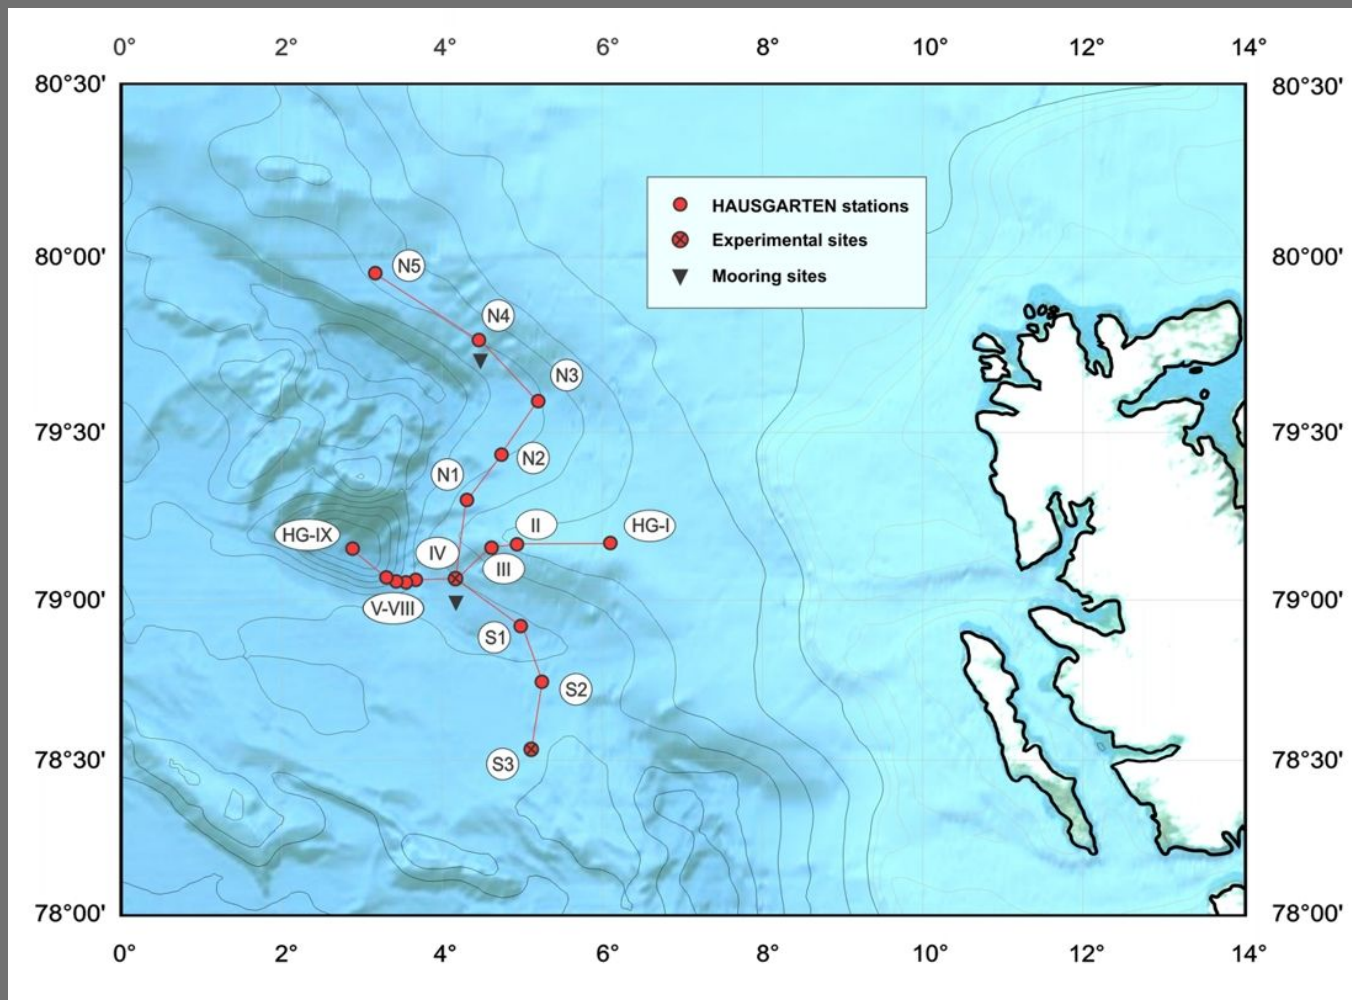 0° 2° 4° 6° 8° 10° 12° 14°
80°30' 80°30'
HAUSGARTEN stations
Experimental sites
Mooring sites
80°00' 80°00'
N5
N4
N3
79°30' 79°30'
N2
N1
II HG-I
HG-IX
IV
III
79°00' 79°00'
V-VIII
S1
S2
78°30' 78°30'
S3
78°00' 78°00'
0° 2° 4° 6° 8° 10° 12° 14°